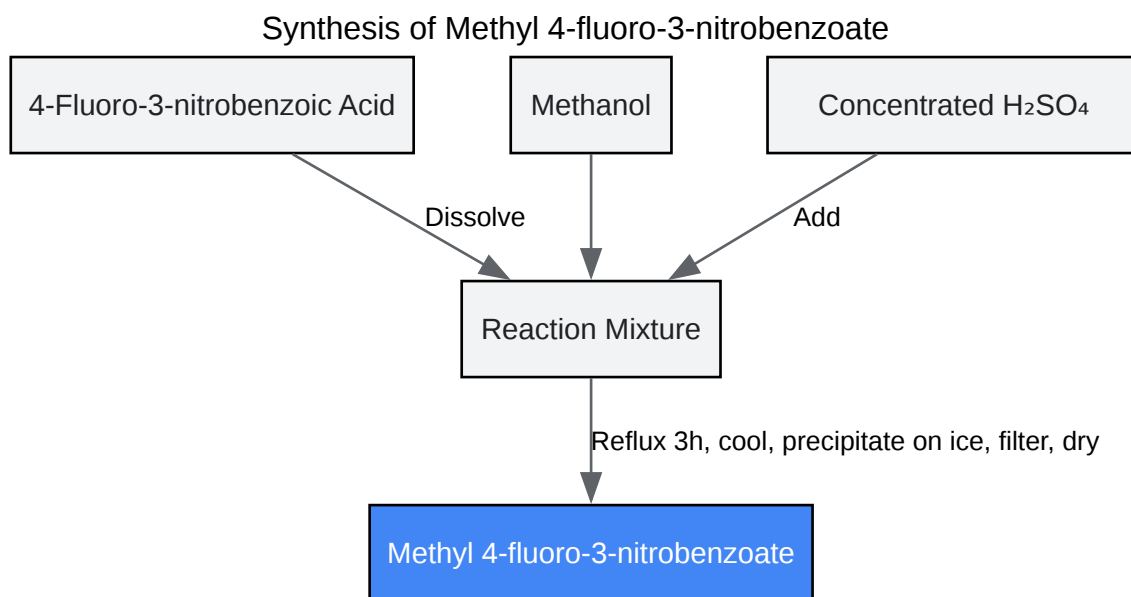 Synthesis of Methyl 4-fluoro-3-nitrobenzoate
4-Fluoro-3-nitrobenzoic Acid
Methanol
Concentrated H₂SO₄
Dissolve
Add
Reaction Mixture
Reflux 3h, cool, precipitate on ice, filter, dry
Methyl 4-fluoro-3-nitrobenzoate